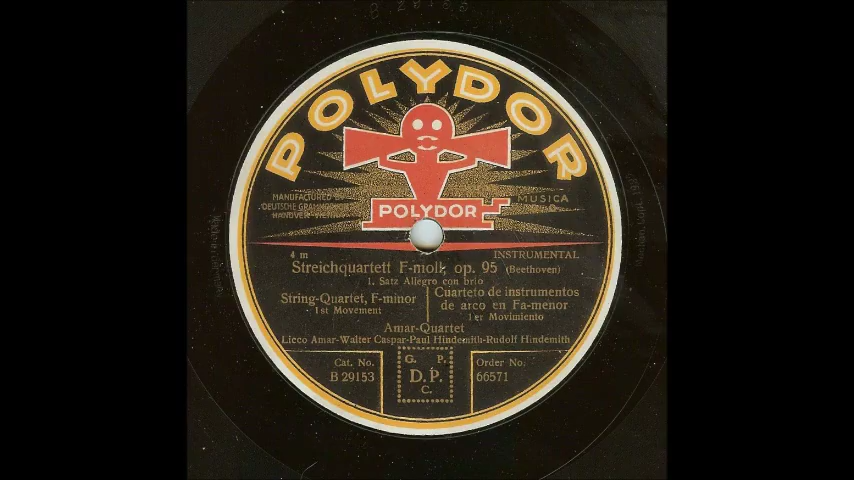 POLYDOR
MANUFACTURED BY
DEUTSCHE GRAMMOPHON
HANOVER
MUSICA
POLYDOR
4 m
INSTRUMENTAL
Streichquartett F-moll, op. 95 (Beethoven)
1. Satz Allegro con brio
String-Quartet, F-minor
1st Movement
Cuarteto de instrumentos
de arco en Fa-menor
1er Movimiento
Amar-Quartet
Licco Amar-Walter Caspar-Paul Hindemith-Rudolf Hindemith
Cat. No.
B 29153
G. P.
D.P.
C.
Order No.
66571